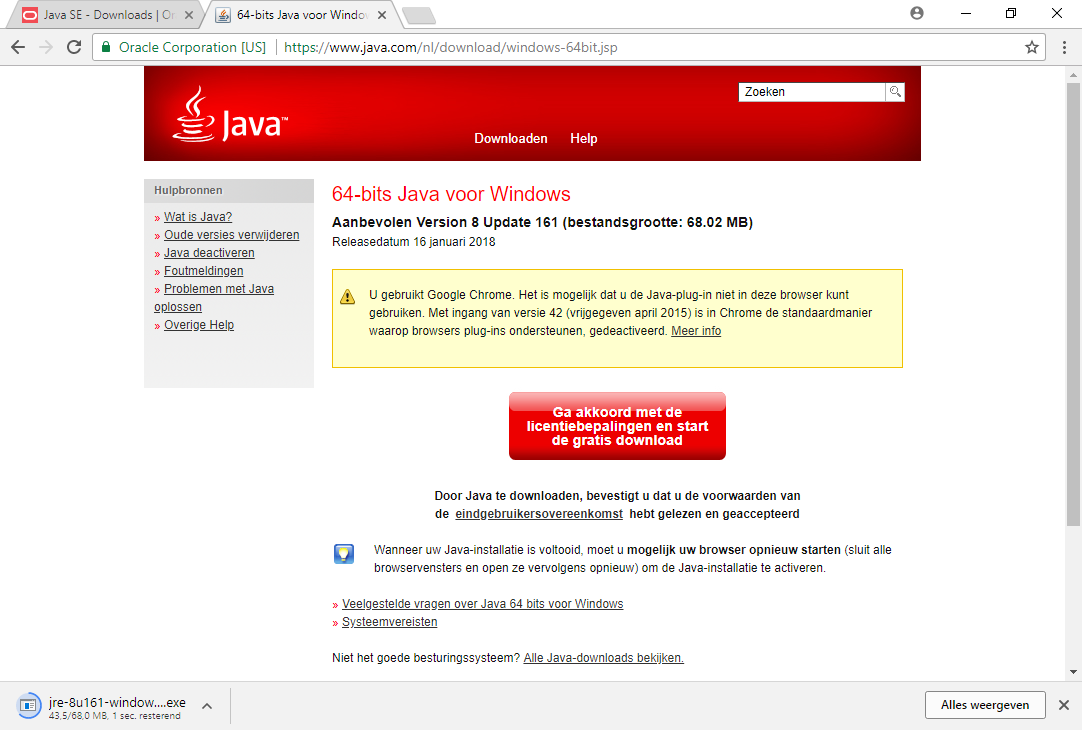 Java SE - Downloads | Or
64-bits Java voor Window
Oracle Corporation [US]
https://www.java.com/nl/download/windows-64bit.jsp
Java™
Zoeken
Downloaden Help
Hulpbronnen
» Wat is Java?
» Oude versies verwijderen
» Java deactiveren
» Foutmeldingen
» Problemen met Java
oplossen
» Overige Help
64-bits Java voor Windows
Aanbevolen Version 8 Update 161 (bestandsgrootte: 68.02 MB)
Releasedatum 16 januari 2018
U gebruikt Google Chrome. Het is mogelijk dat u de Java-plug-in niet in deze browser kunt
gebruiken. Met ingang van versie 42 (vrijgegeven april 2015) is in Chrome de standaardmanier
waarop browsers plug-ins ondersteunen, gedeactiveerd. Meer info
Ga akkoord met de
licentiebepalingen en start
de gratis download
Door Java te downloaden, bevestigt u dat u de voorwaarden van
de eindgebruikersovereenkomst hebt gelezen en geaccepteerd
Wanneer uw Java-installatie is voltooid, moet u mogelijk uw browser opnieuw starten (sluit alle
browservensters en open ze vervolgens opnieuw) om de Java-installatie te activeren.
» Veelgestelde vragen over Java 64 bits voor Windows
» Systeemvereisten
Niet het goede besturingssysteem? Alle Java-downloads bekijken.
jre-8u161-window....exe
43,5/68,0 MB, 1 sec. resterend
Alles weergeven